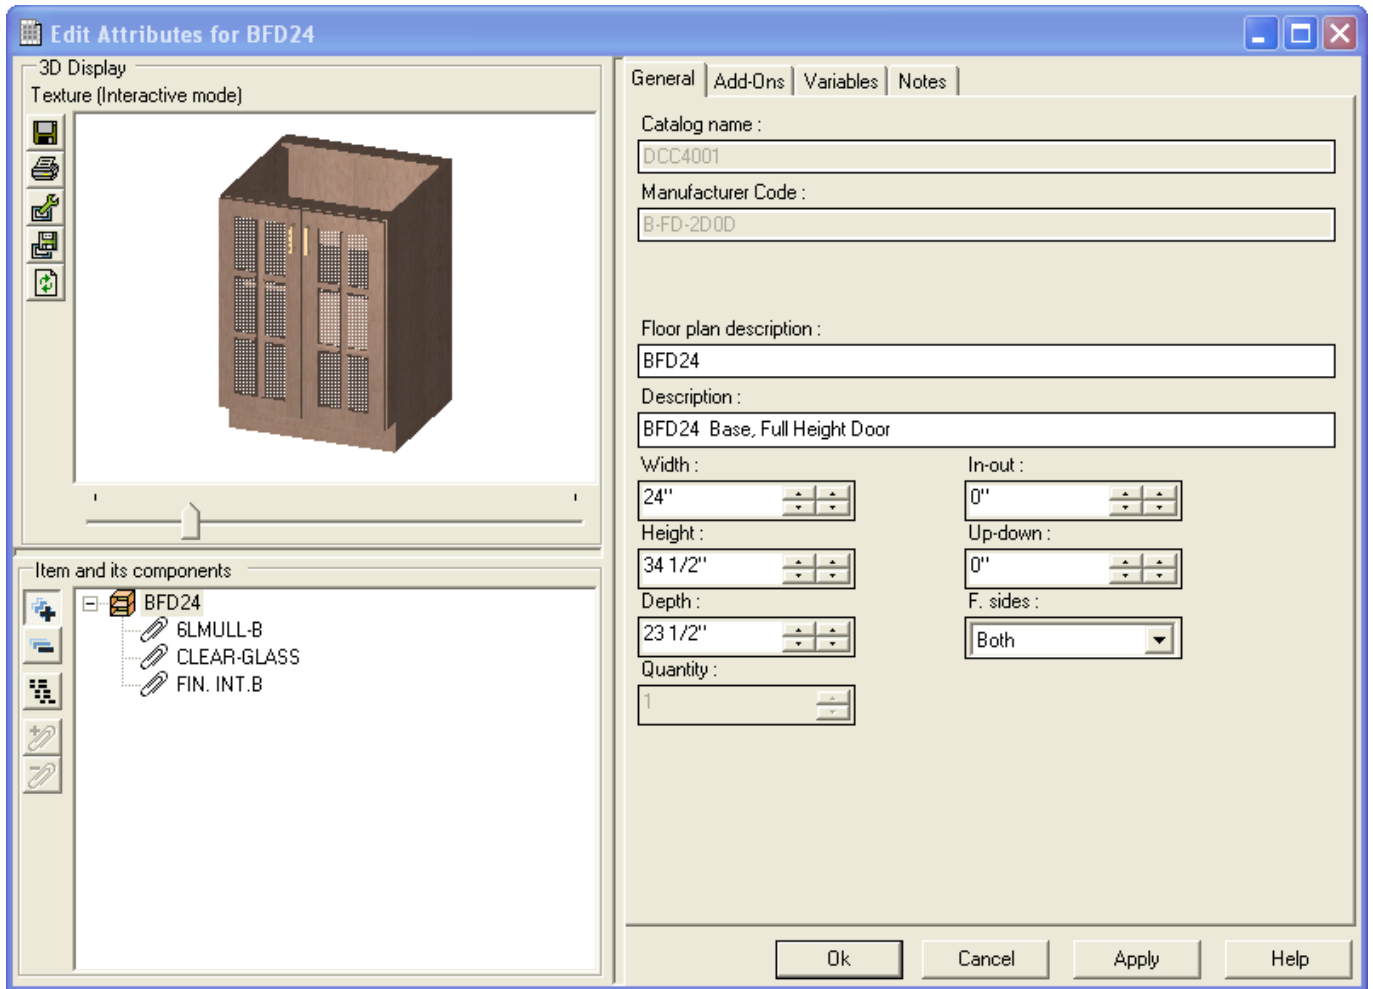 Edit Attributes for BFD24
3D Display
Texture (Interactive mode)
Item and its components
BFD24
6LMULL-B
CLEAR-GLASS
FIN. INT.B
General Add-Ons Variables Notes
Catalog name :
DCC4001
Manufacturer Code :
B-FD-2D0D
Floor plan description :
BFD24
Description :
BFD24 Base, Full Height Door
Width : In-out :
24" 0"
Height : Up-down :
34 1/2" 0"
Depth : F. sides :
23 1/2" Both
Quantity :
1
Ok Cancel Apply Help